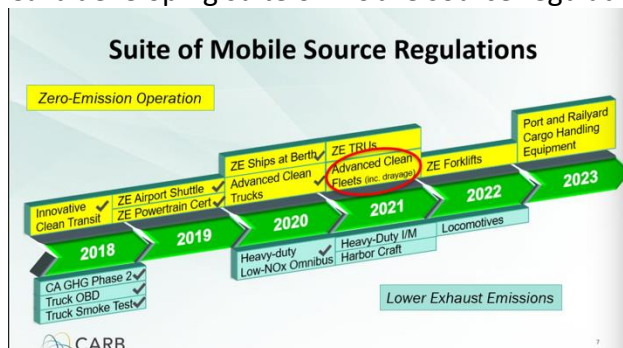 Suite of Mobile Source Regulations
Zero-Emission Operation
Innovative ✓
Clean Transit
ZE Airport Shuttle ✓
ZE Powertrain Cert ✓
ZE Ships at Berth ✓
Advanced Clean ✓
Trucks
ZE TRUs
Advanced Clean
Fleets (inc. drayage)
ZE Forklifts
Port and Railyard
Cargo Handling
Equipment
2018
2019
2020
2021
2022
2023
CA GHG Phase 2 ✓
Truck OBD ✓
Truck Smoke Test ✓
Heavy-duty ✓
Low-NOx Omnibus
Heavy-Duty I/M
Harbor Craft
Locomotives
Lower Exhaust Emissions
CARB
7